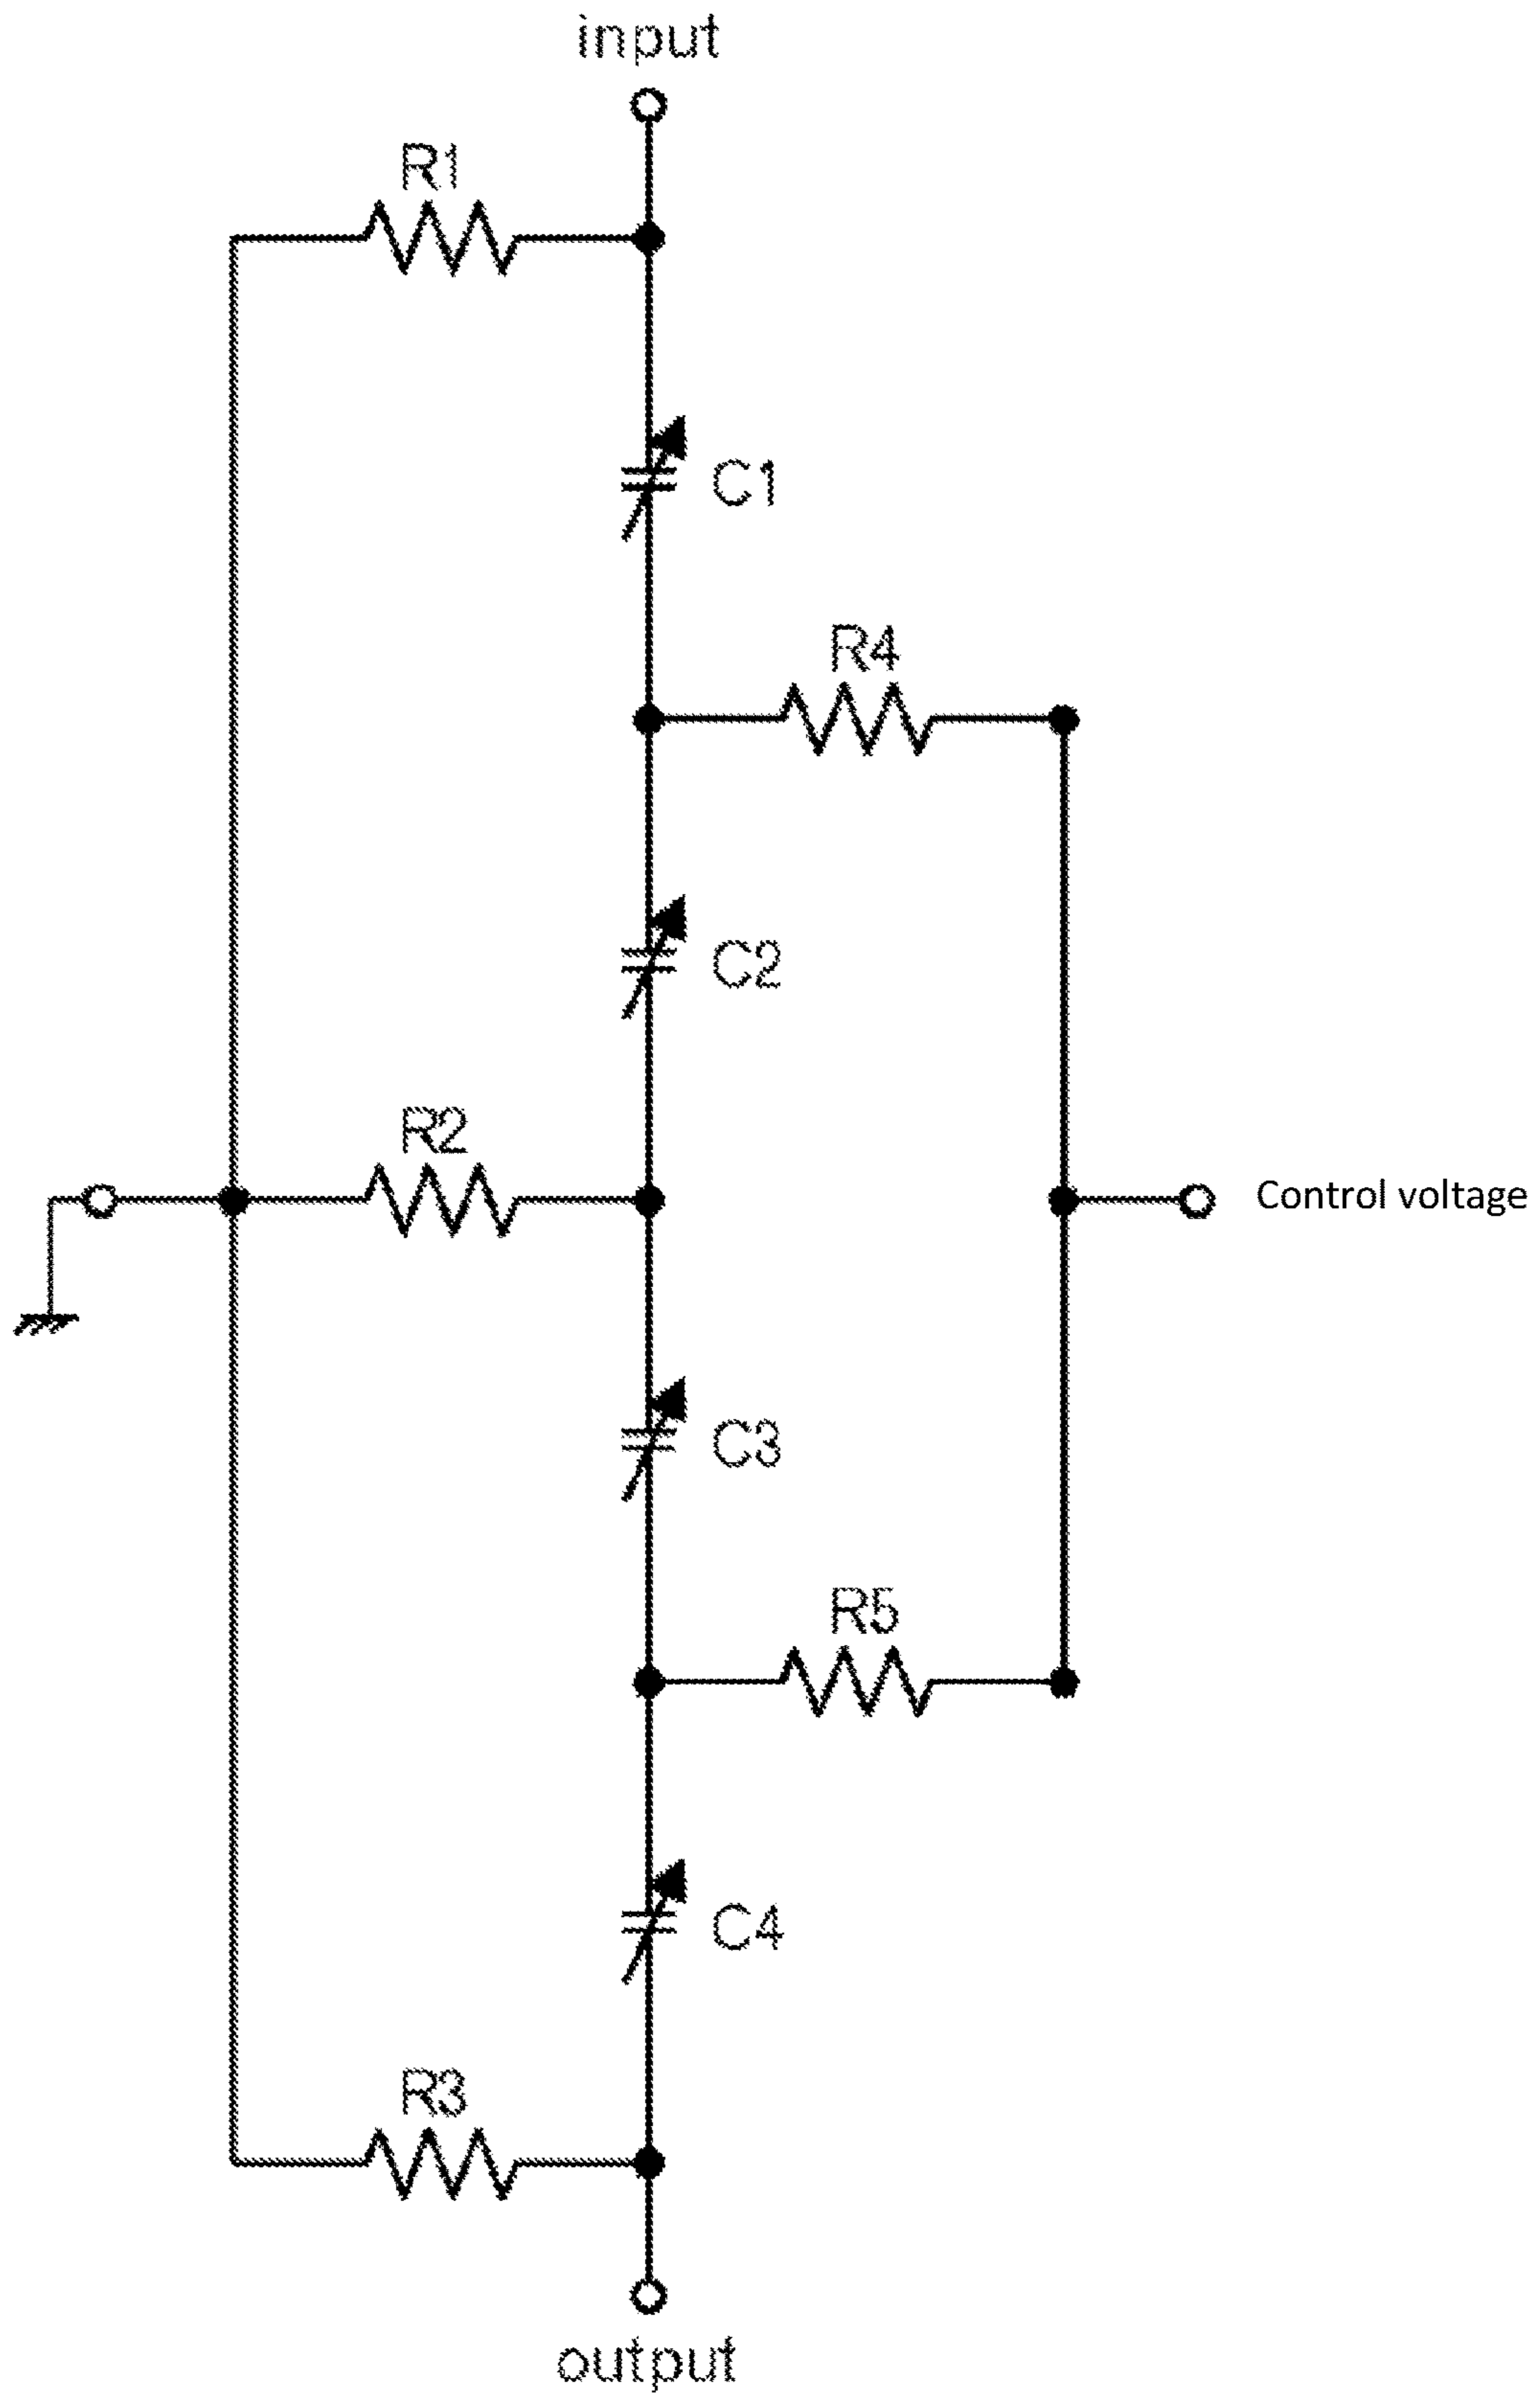 input
R1
C1
R4
C2
R2
Control voltage
C3
R5
C4
R3
output